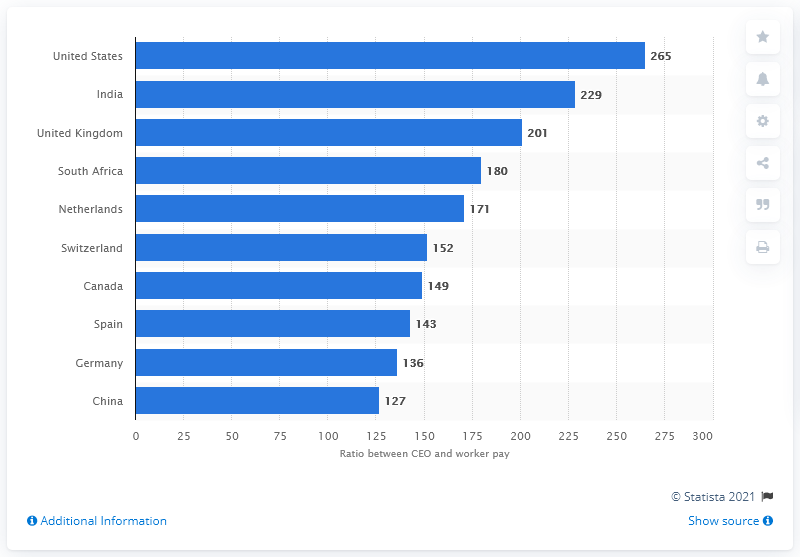 United States 265
India 229
United Kingdom 201
South Africa 180
Netherlands 171
Switzerland 152
Canada 149
Spain 143
Germany 136
China 127
0 25 50 75 100 125 150 175 200 225 250 275 300
Ratio between CEO and worker pay
© Statista 2021
Additional Information
Show source